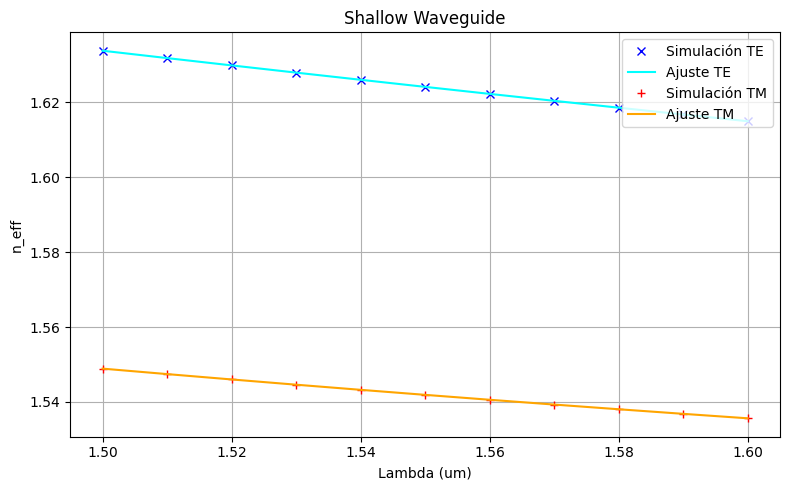 Shallow Waveguide
Simulación TE
Ajuste TE
Simulación TM
Ajuste TM
n_eff
1.62
1.60
1.58
1.56
1.54
1.50 1.52 1.54 1.56 1.58 1.60
Lambda (um)